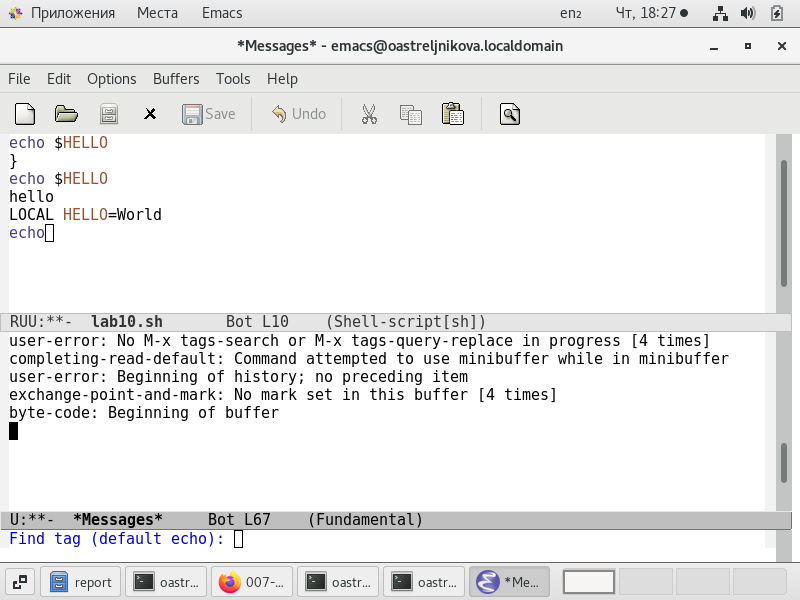 Приложения Места Emacs en₂ Чт, 18:27
*Messages* - emacs@oastreljnikova.localdomain
File Edit Options Buffers Tools Help
Save Undo
echo $HELLO
}
echo $HELLO
hello
LOCAL HELLO=World
echo
RUU:**-  lab10.sh       Bot L10    (Shell-script[sh])
user-error: No M-x tags-search or M-x tags-query-replace in progress [4 times]
completing-read-default: Command attempted to use minibuffer while in minibuffer
user-error: Beginning of history; no preceding item
exchange-point-and-mark: No mark set in this buffer [4 times]
byte-code: Beginning of buffer
U:**-  *Messages*     Bot L67    (Fundamental)
Find tag (default echo):
report oastr... 007-... oastr... oastr... *Me...